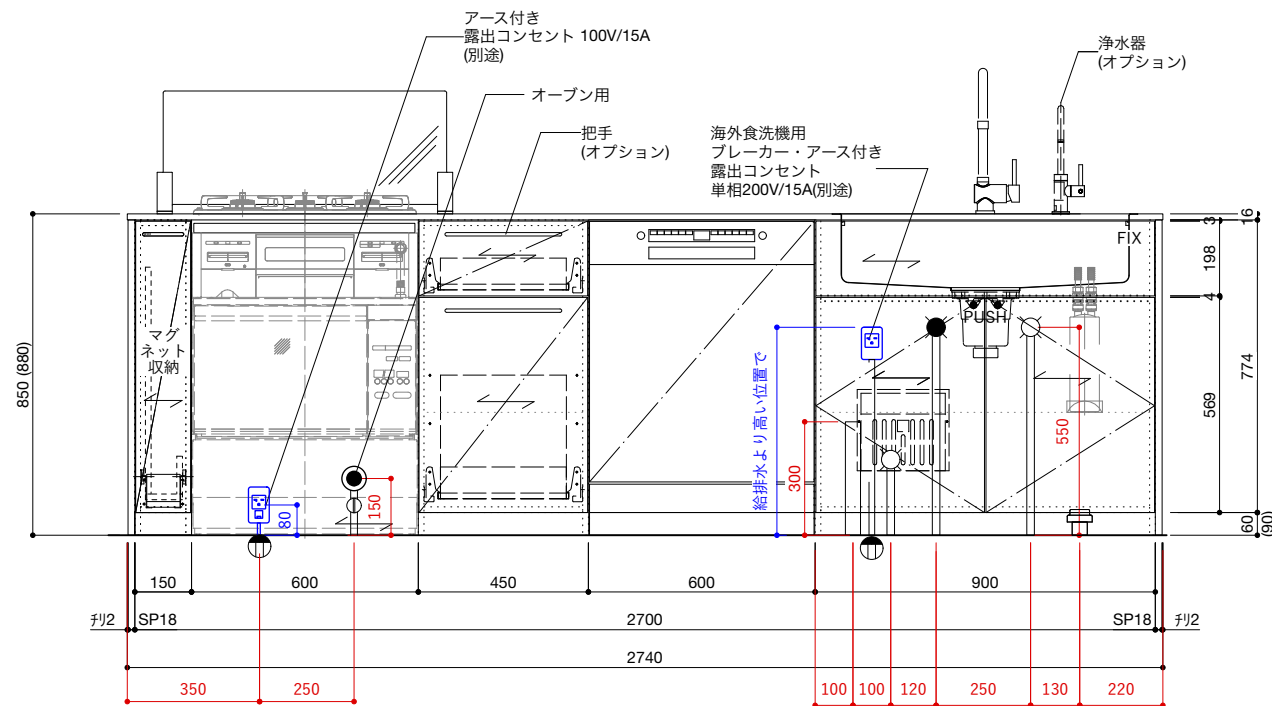 アース付き
露出コンセント 100V/15A
(別途)
オーブン用
把手
(オプション)
海外食洗機用
ブレーカー・アース付き
露出コンセント
単相200V/15A(別途)
浄水器
(オプション)
FIX
PUSH
マグ
ネット
収納
給排水より高い位置で
850 (880)
16
3
198
4
774
569
60
(90)
80
150
300
550
150
600
450
600
900
ﾁﾘ2
SP18
2700
SP18
ﾁﾘ2
2740
350
250
100
100
120
250
130
220